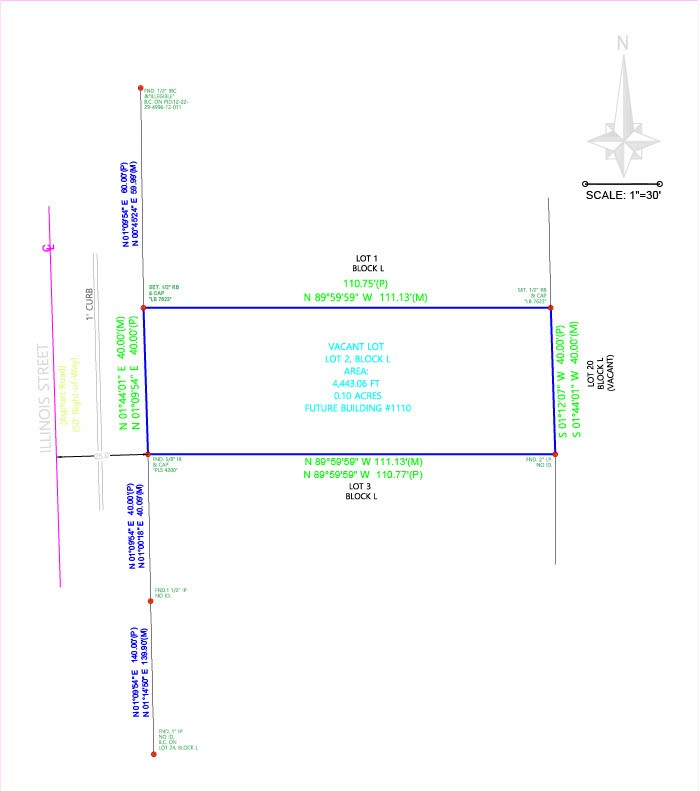 N
SCALE: 1"=30'
FND. 1/2" IRC
&"ILLEGIBLE"
B.C. ON PID:12-22-
29-4996-12-011
N 01°09'54" E 60.00'(P)
N 00°45'24" E 59.99'(M)
LOT 1
BLOCK L
110.75'(P)
N 89°59'59" W 111.13'(M)
SET. 1/2" RB
& CAP
"LB 7623"
SET. 1/2" RB
& CAP
"LB 7623"
1' CURB
ILLINOIS STREET
(Asphalt Road)
(50' Right-of-Way)
N 01°44'01" E 40.00'(M)
N 01°09'54" E 40.00'(P)
VACANT LOT
LOT 2, BLOCK L
AREA:
4,443.06 FT
0.10 ACRES
FUTURE BUILDING #1110
S 01°12'07" W 40.00'(P)
S 01°44'01" W 40.00'(M)
LOT 20
BLOCK L
(VACANT)
25.0'
FND. 5/8" IR
& CAP
"PLS 4200"
N 89°59'59" W 111.13'(M)
N 89°59'59" W 110.77'(P)
FND. 2" I.P
NO ID.
LOT 3
BLOCK L
N 01°09'54" E 40.00'(P)
N 01°00'18" E 40.09'(M)
FND.1 1/2" IP
NO ID.
N 01°09'54" E 140.00'(P)
N 01°14'50" E 139.90'(M)
FND. 1" IP
NO ID.
B.C. ON
LOT 24, BLOCK L